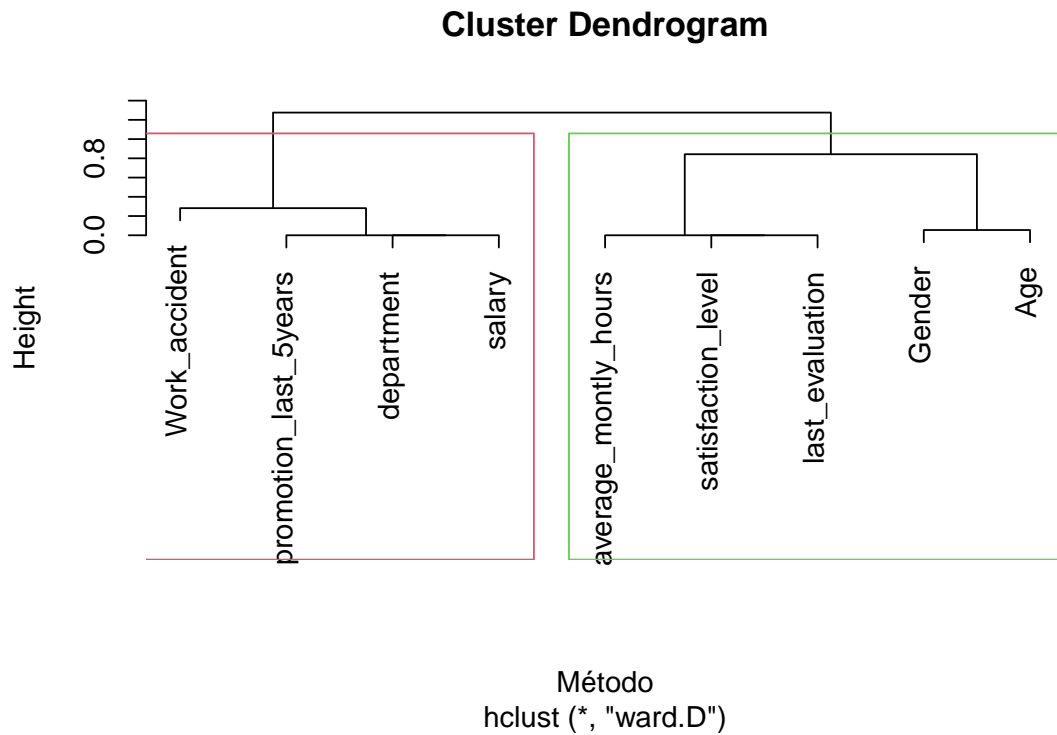 Cluster Dendrogram
Height
0.0
0.8
Work_accident
promotion_last_5years
department
salary
average_montly_hours
satisfaction_level
last_evaluation
Gender
Age
Método
hclust (*, "ward.D")